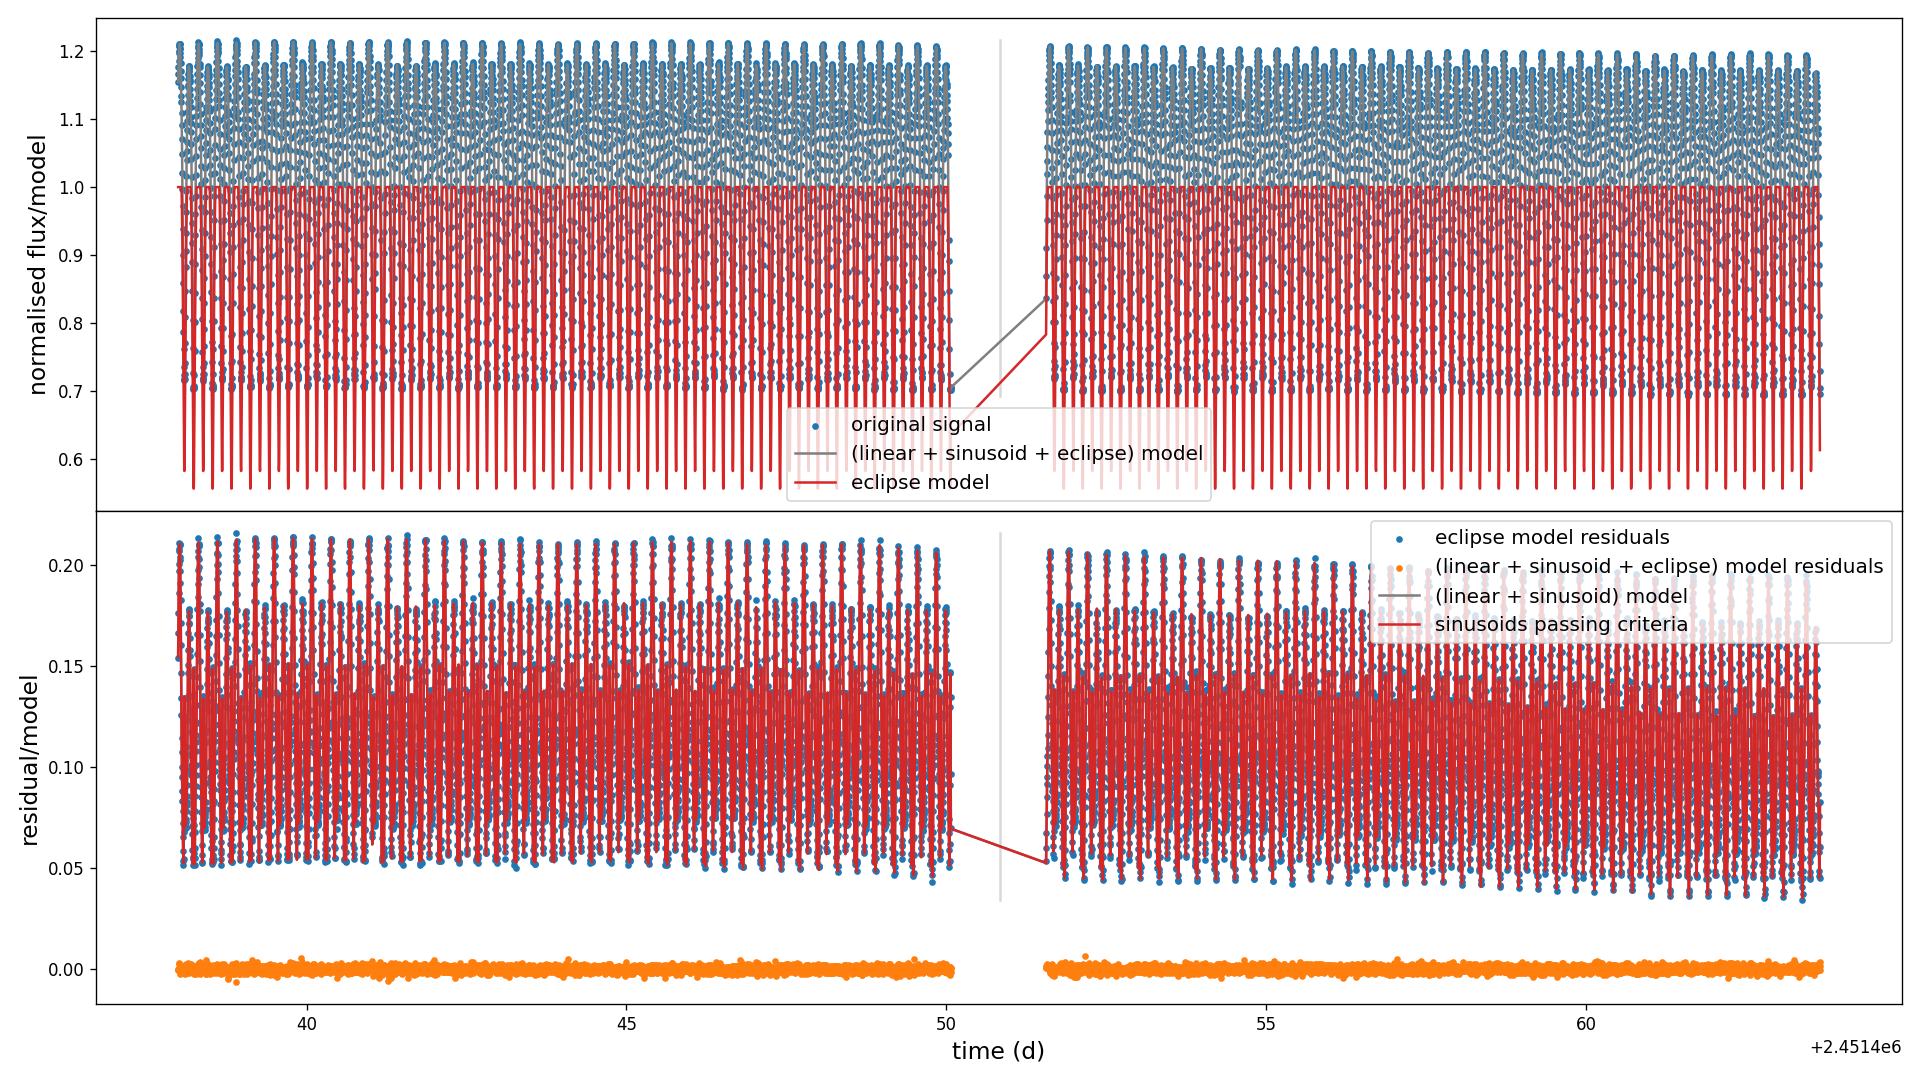 normalised flux/model
1.2
1.1
1.0
0.9
0.8
0.7
0.6
original signal
(linear + sinusoid + eclipse) model
eclipse model
residual/model
0.20
0.15
0.10
0.05
0.00
eclipse model residuals
(linear + sinusoid + eclipse) model residuals
(linear + sinusoid) model
sinusoids passing criteria
40
45
50
55
60
time (d)
+2.4514e6